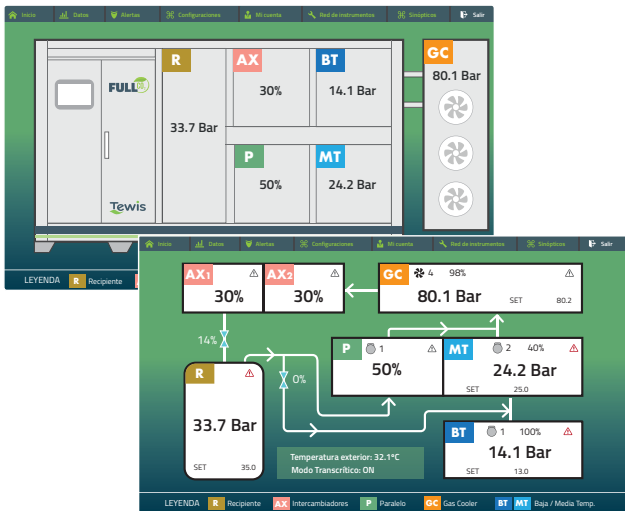 Inicio Datos Alertas Configuraciones Mi cuenta Red de instrumentos Sinópticos Salir
R AX BT GC
80.1 Bar
FULL
30% 14.1 Bar
33.7 Bar
P MT
50% 24.2 Bar
Tewis
LEYENDA R Recipiente
Inicio Datos Alertas Configuraciones Mi cuenta Red de instrumentos Sinópticos Salir
AX1 AX2 GC 4 98%
30% 30% 80.1 Bar SET 80.2
14%
P 1 MT 2 40%
50% 24.2 Bar
SET 25.0
R
0%
33.7 Bar
SET 35.0
BT 1 100%
14.1 Bar
SET 13.0
Temperatura exterior: 32.1ºC
Modo Transcrítico: ON
LEYENDA R Recipiente AX Intercambiadores P Paralelo GC Gas Cooler BT MT Baja / Media Temp.